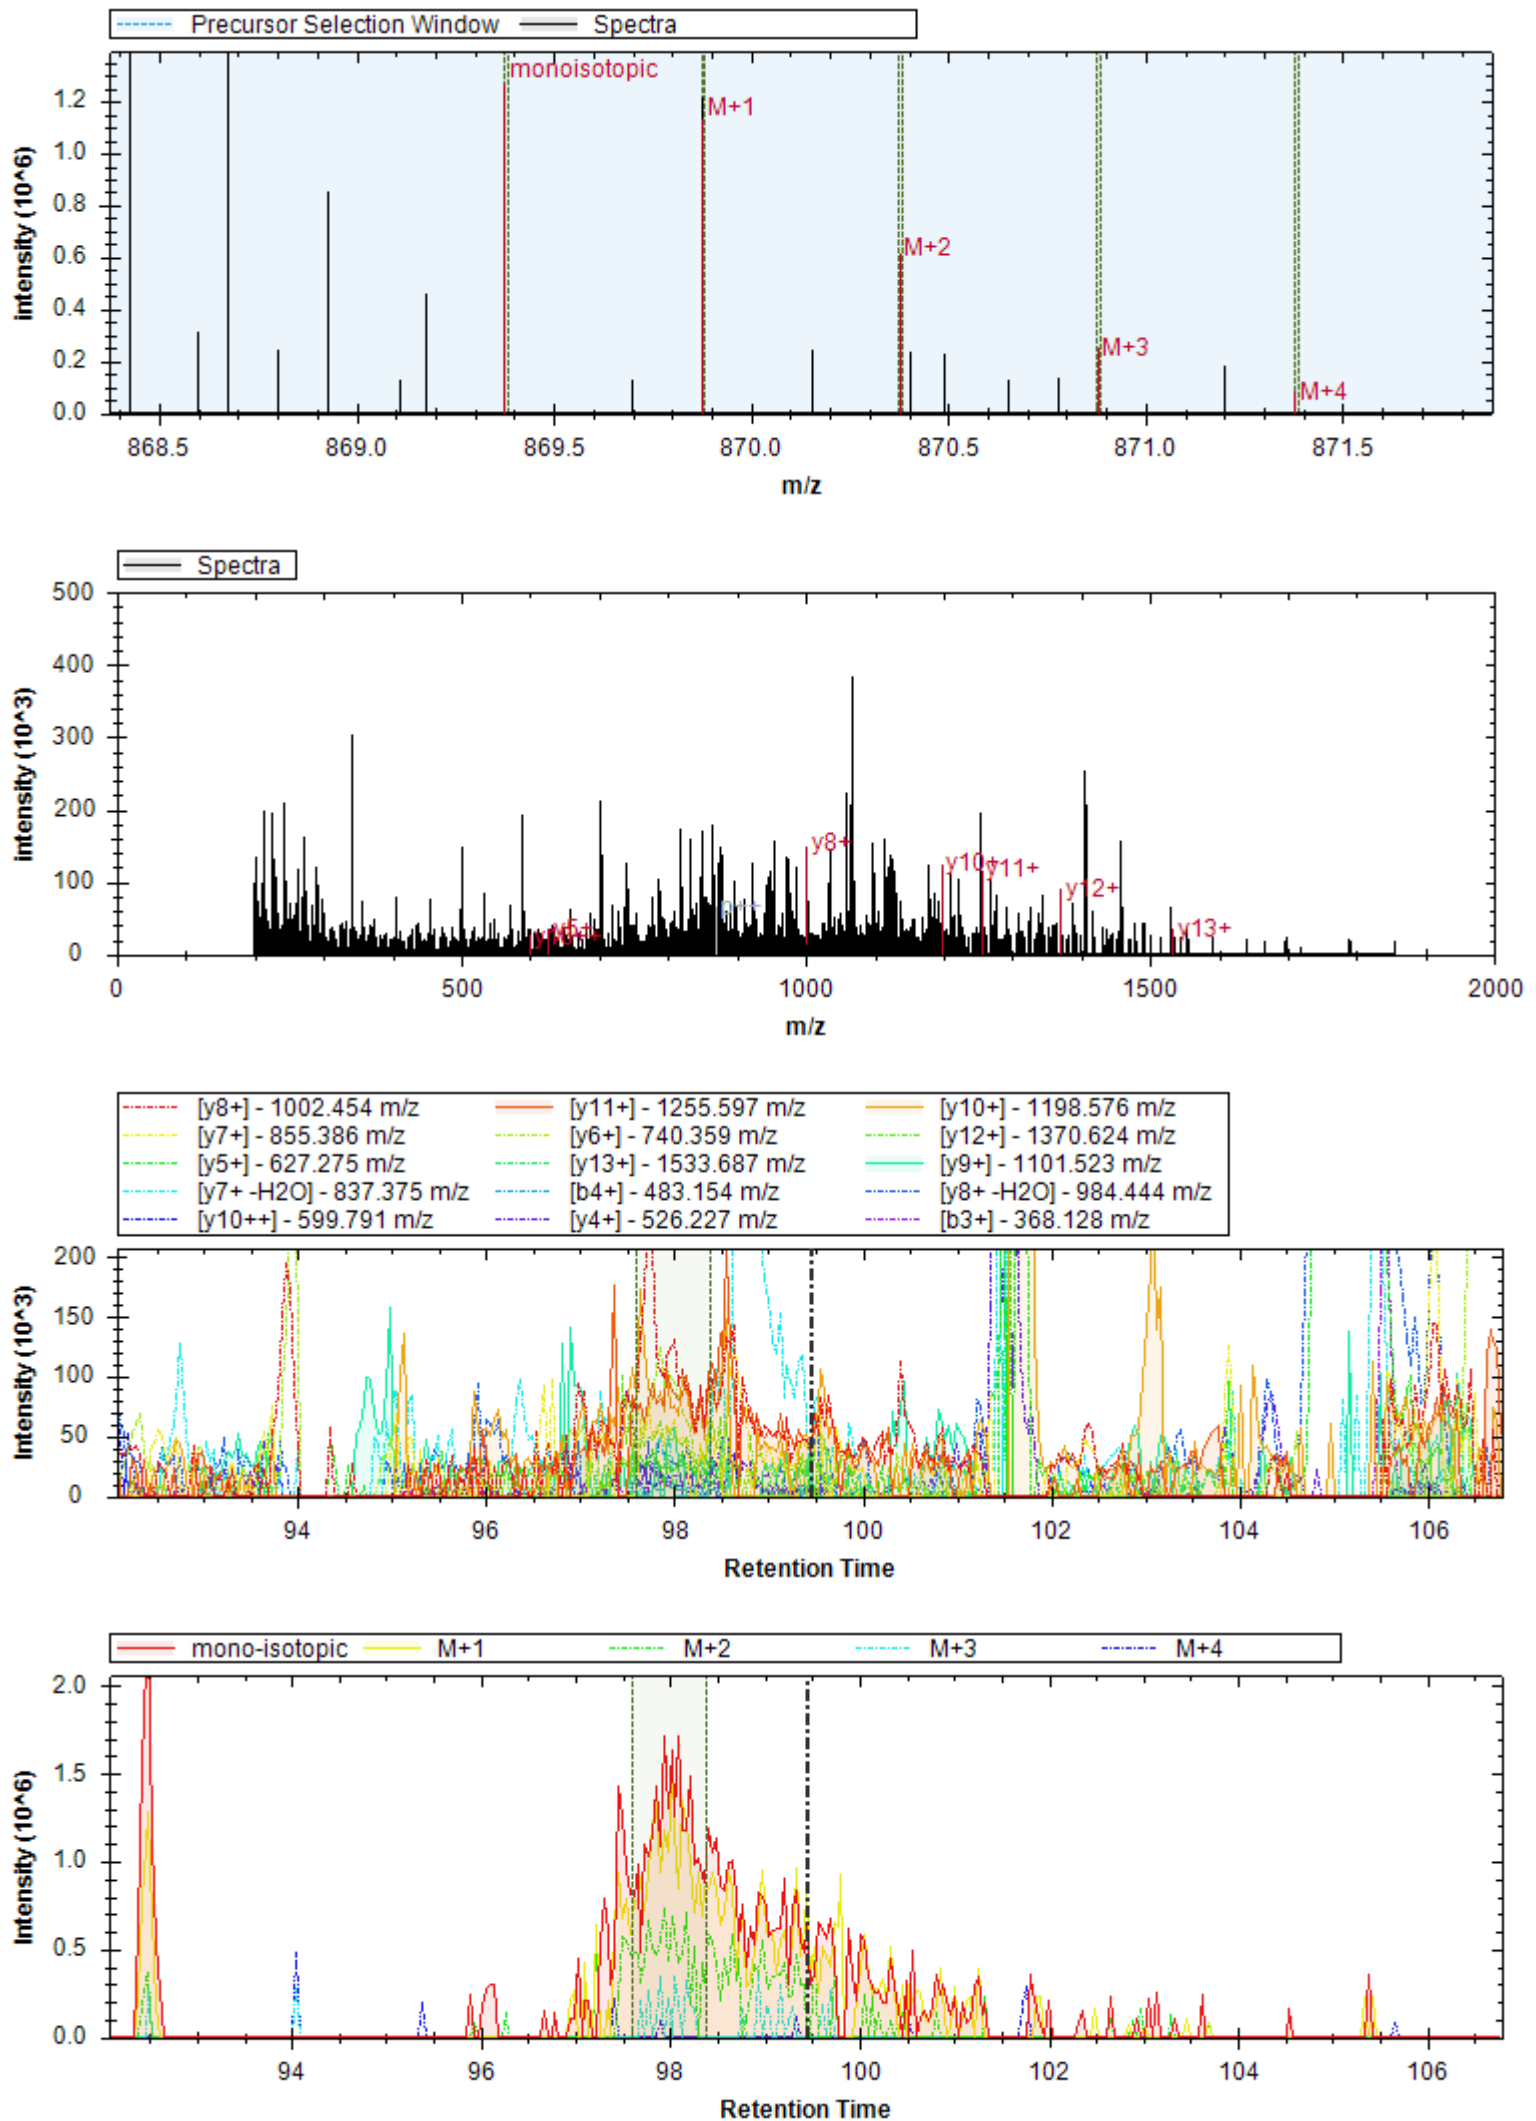 Precursor Selection Window Spectra
monoisotopic
M+1
M+2
M+3
M+4
1.2
1.0
0.8
0.6
0.4
0.2
0.0
intensity (10^6)
868.5 869.0 869.5 870.0 870.5 871.0 871.5
m/z
Spectra
500
400
300
200
100
0
intensity (10^3)
y8+
y10+
y11+
y12+
y13+
y5+
0 500 1000 1500 2000
m/z
[y8+] - 1002.454 m/z [y11+] - 1255.597 m/z [y10+] - 1198.576 m/z
[y7+] - 855.386 m/z [y6+] - 740.359 m/z [y12+] - 1370.624 m/z
[y5+] - 627.275 m/z [y13+] - 1533.687 m/z [y9+] - 1101.523 m/z
[y7+ -H2O] - 837.375 m/z [b4+] - 483.154 m/z [y8+ -H2O] - 984.444 m/z
[y10++] - 599.791 m/z [y4+] - 526.227 m/z [b3+] - 368.128 m/z
200
150
100
50
0
Intensity (10^3)
94 96 98 100 102 104 106
Retention Time
mono-isotopic M+1 M+2 M+3 M+4
2.0
1.5
1.0
0.5
0.0
Intensity (10^6)
94 96 98 100 102 104 106
Retention Time